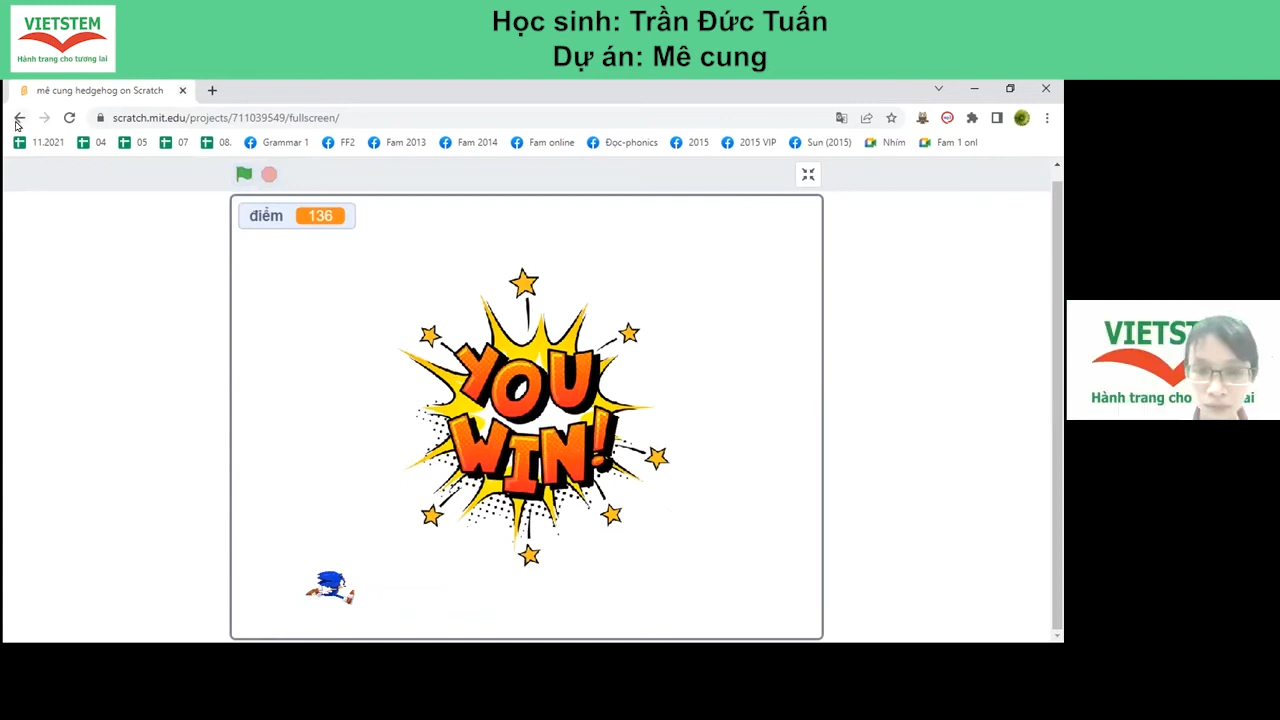 VIETSTEM
Hành trang cho tương lai
Học sinh: Trần Đức Tuấn
Dự án: Mê cung
mê cung hedgehog on Scratch
scratch.mit.edu/projects/711039549/fullscreen/
11.2021 04 05 07 08. Grammar 1 FF2 Fam 2013 Fam 2014 Fam online Đọc-phonics 2015 2015 VIP Sun (2015) Nhím Fam 1 onl
điểm 136
YOU
WIN!
VIETS
Hành trang cho lai